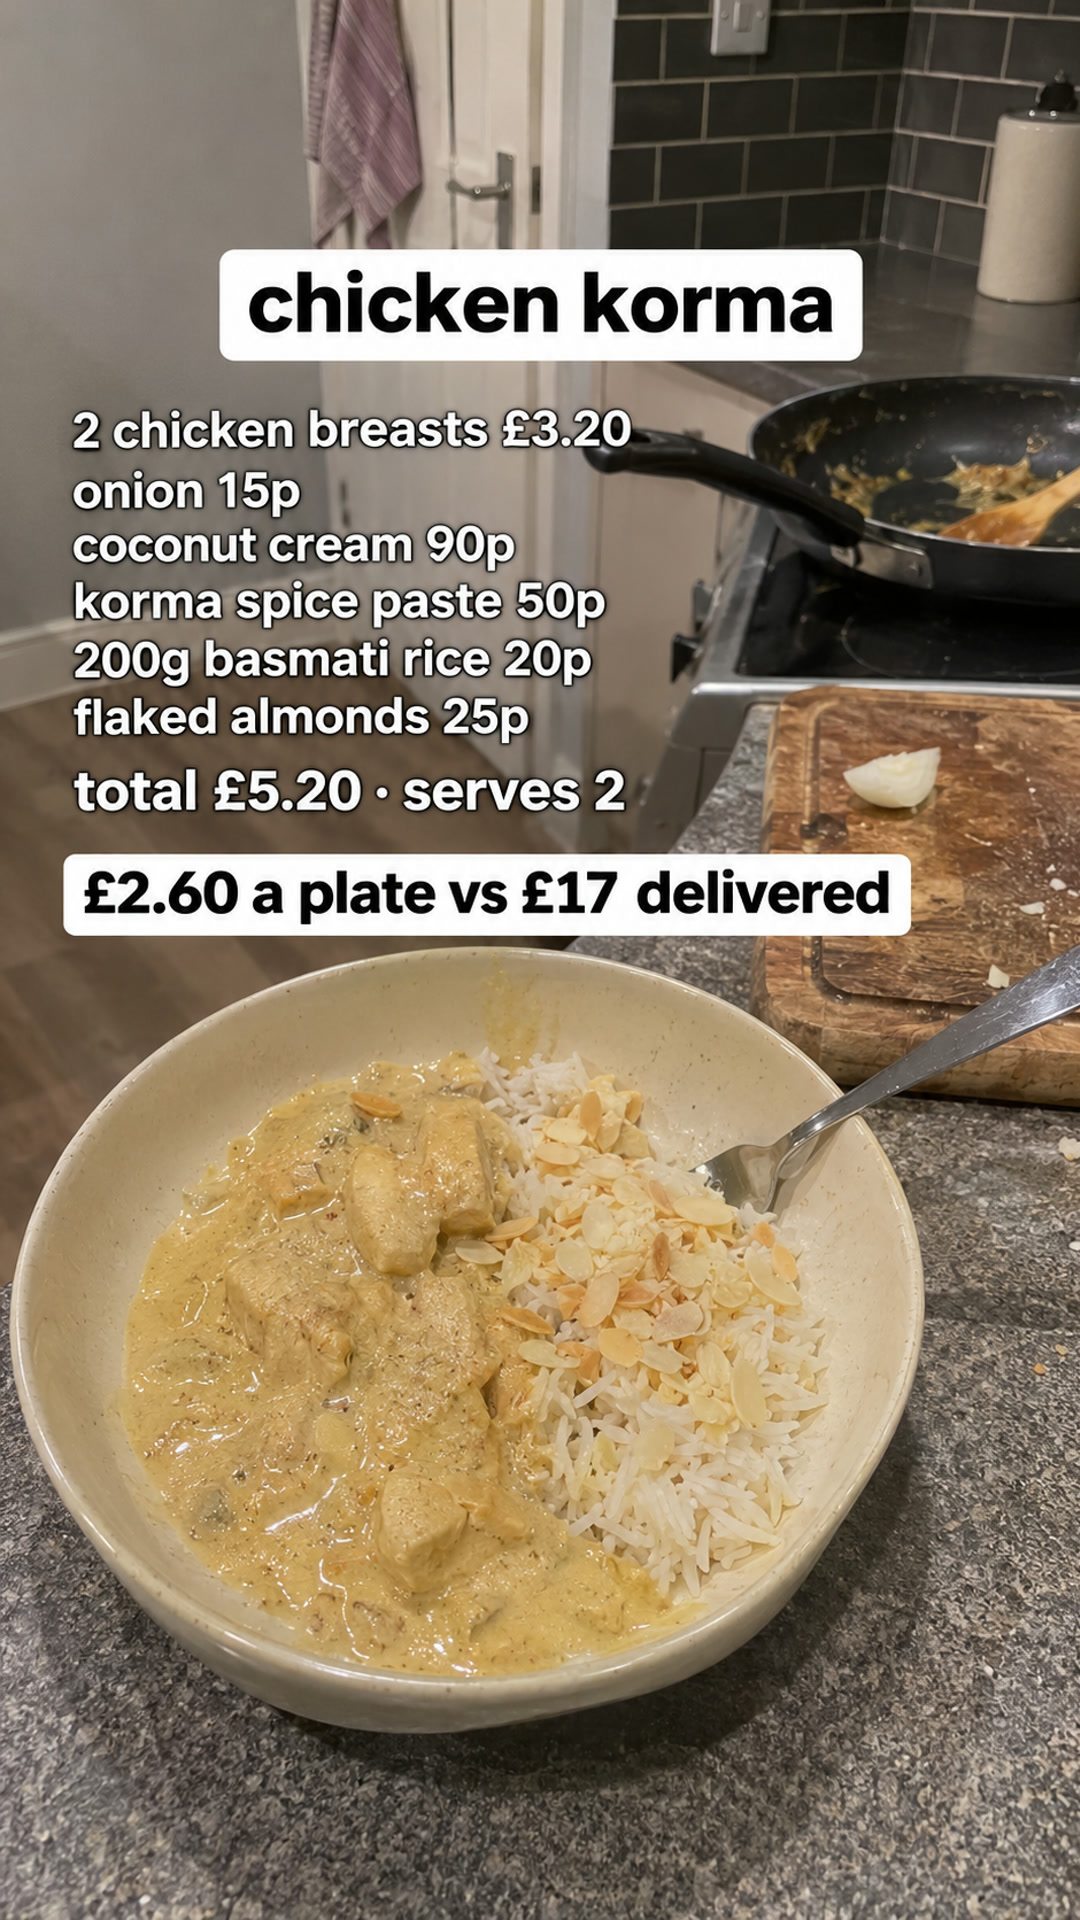 chicken korma
2 chicken breasts £3.20
onion 15p
coconut cream 90p
korma spice paste 50p
200g basmati rice 20p
flaked almonds 25p
total £5.20 · serves 2
£2.60 a plate vs £17 delivered